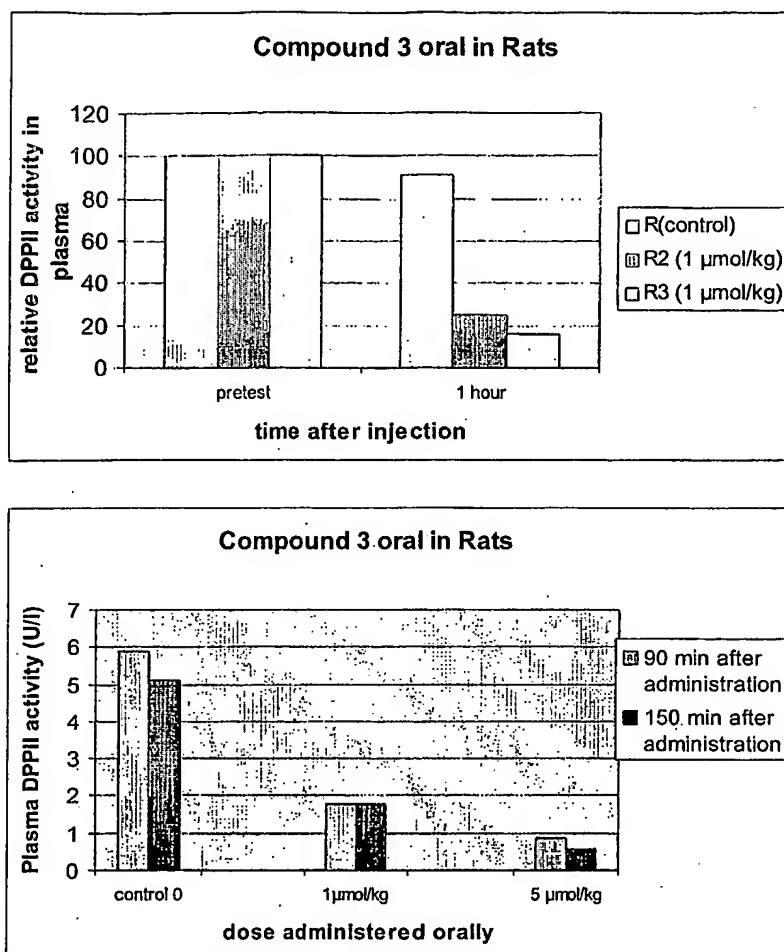 Compound 3 oral in Rats
relative DPPII activity in
plasma
120
100
80
60
40
20
0
pretest
1 hour
time after injection
R(control)
R2 (1 µmol/kg)
R3 (1 µmol/kg)
Compound 3 oral in Rats
Plasma DPPII activity (U/l)
7
6
5
4
3
2
1
0
control 0
1µmol/kg
5 µmol/kg
dose administered orally
90 min after
administration
150 min after
administration